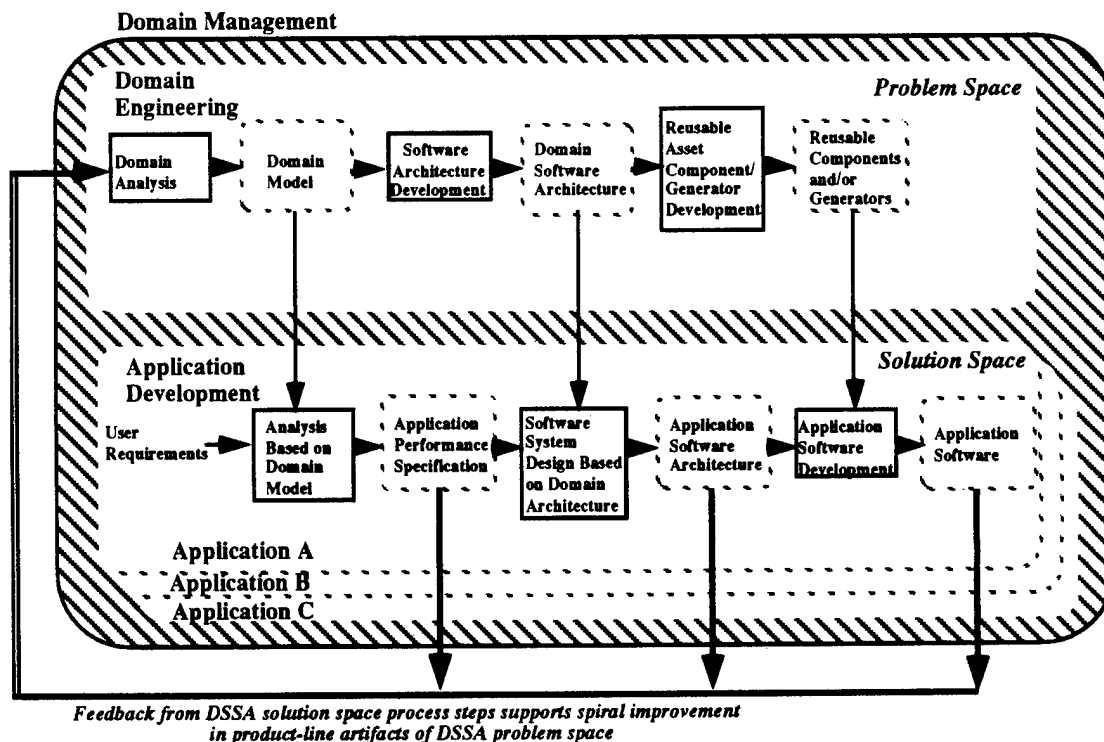 Domain Management
Domain
Engineering
Problem Space
Domain
Analysis
Domain
Model
Software
Architecture
Development
Domain
Software
Architecture
Reusable
Asset
Component/
Generator
Development
Reusable
Components
and/or
Generators
Application
Development
Solution Space
User
Requirements
Analysis
Based on
Domain
Model
Application
Performance
Specification
Software
System
Design Based
on Domain
Architecture
Application
Software
Architecture
Application
Software
Development
Application
Software
Application A
Application B
Application C
Feedback from DSSA solution space process steps supports spiral improvement
in product-line artifacts of DSSA problem space